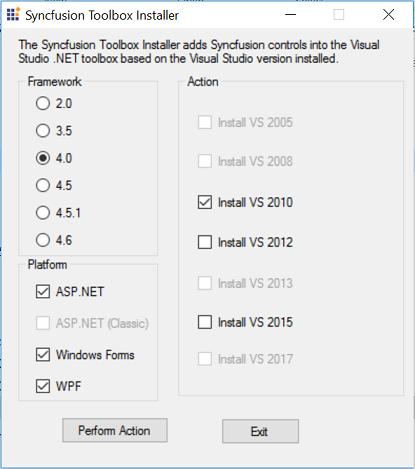 Syncfusion Toolbox Installer
The Syncfusion Toolbox Installer adds Syncfusion controls into the Visual
Studio .NET toolbox based on the Visual Studio version installed.
Framework
2.0
3.5
4.0
4.5
4.5.1
4.6
Platform
ASP.NET
ASP.NET (Classic)
Windows Forms
WPF
Action
Install VS 2005
Install VS 2008
Install VS 2010
Install VS 2012
Install VS 2013
Install VS 2015
Install VS 2017
Perform Action
Exit